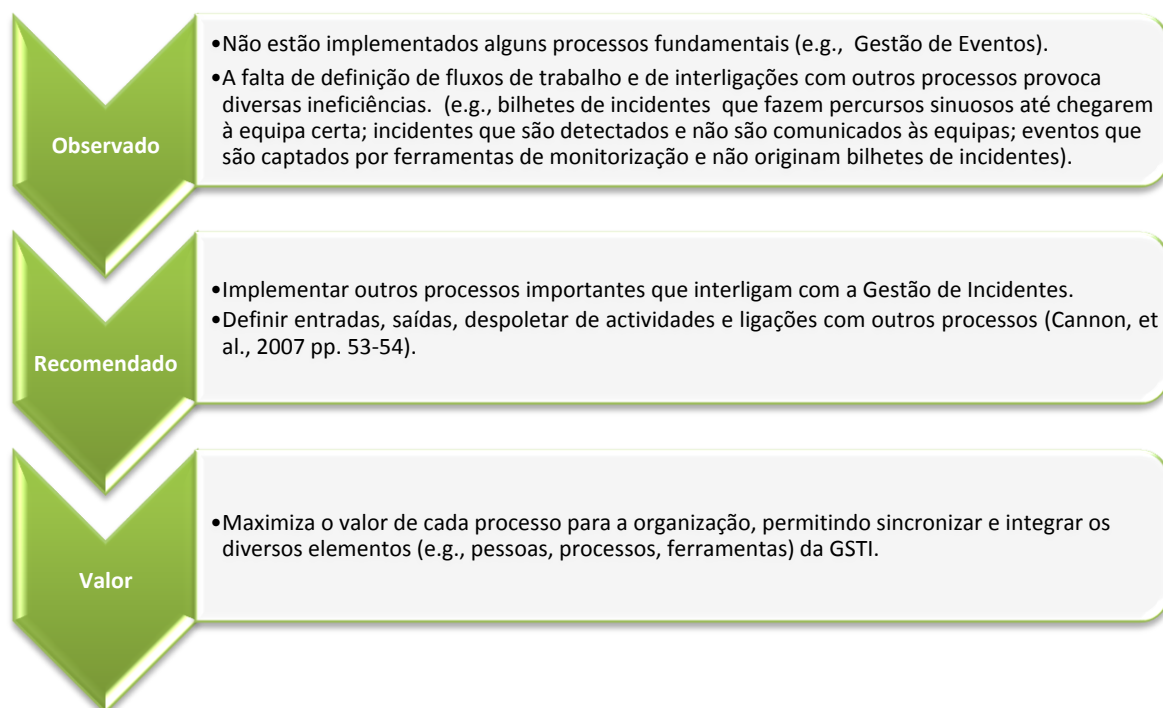 Observado
•Não estão implementados alguns processos fundamentais (e.g., Gestão de Eventos).
•A falta de definição de fluxos de trabalho e de interligações com outros processos provoca
diversas ineficiências. (e.g., bilhetes de incidentes que fazem percursos sinuosos até chegarem
à equipa certa; incidentes que são detectados e não são comunicados às equipas; eventos que
são captados por ferramentas de monitorização e não originam bilhetes de incidentes).
Recomendado
•Implementar outros processos importantes que interligam com a Gestão de Incidentes.
•Definir entradas, saídas, despoletar de actividades e ligações com outros processos (Cannon, et
al., 2007 pp. 53-54).
Valor
•Maximiza o valor de cada processo para a organização, permitindo sincronizar e integrar os
diversos elementos (e.g., pessoas, processos, ferramentas) da GSTI.